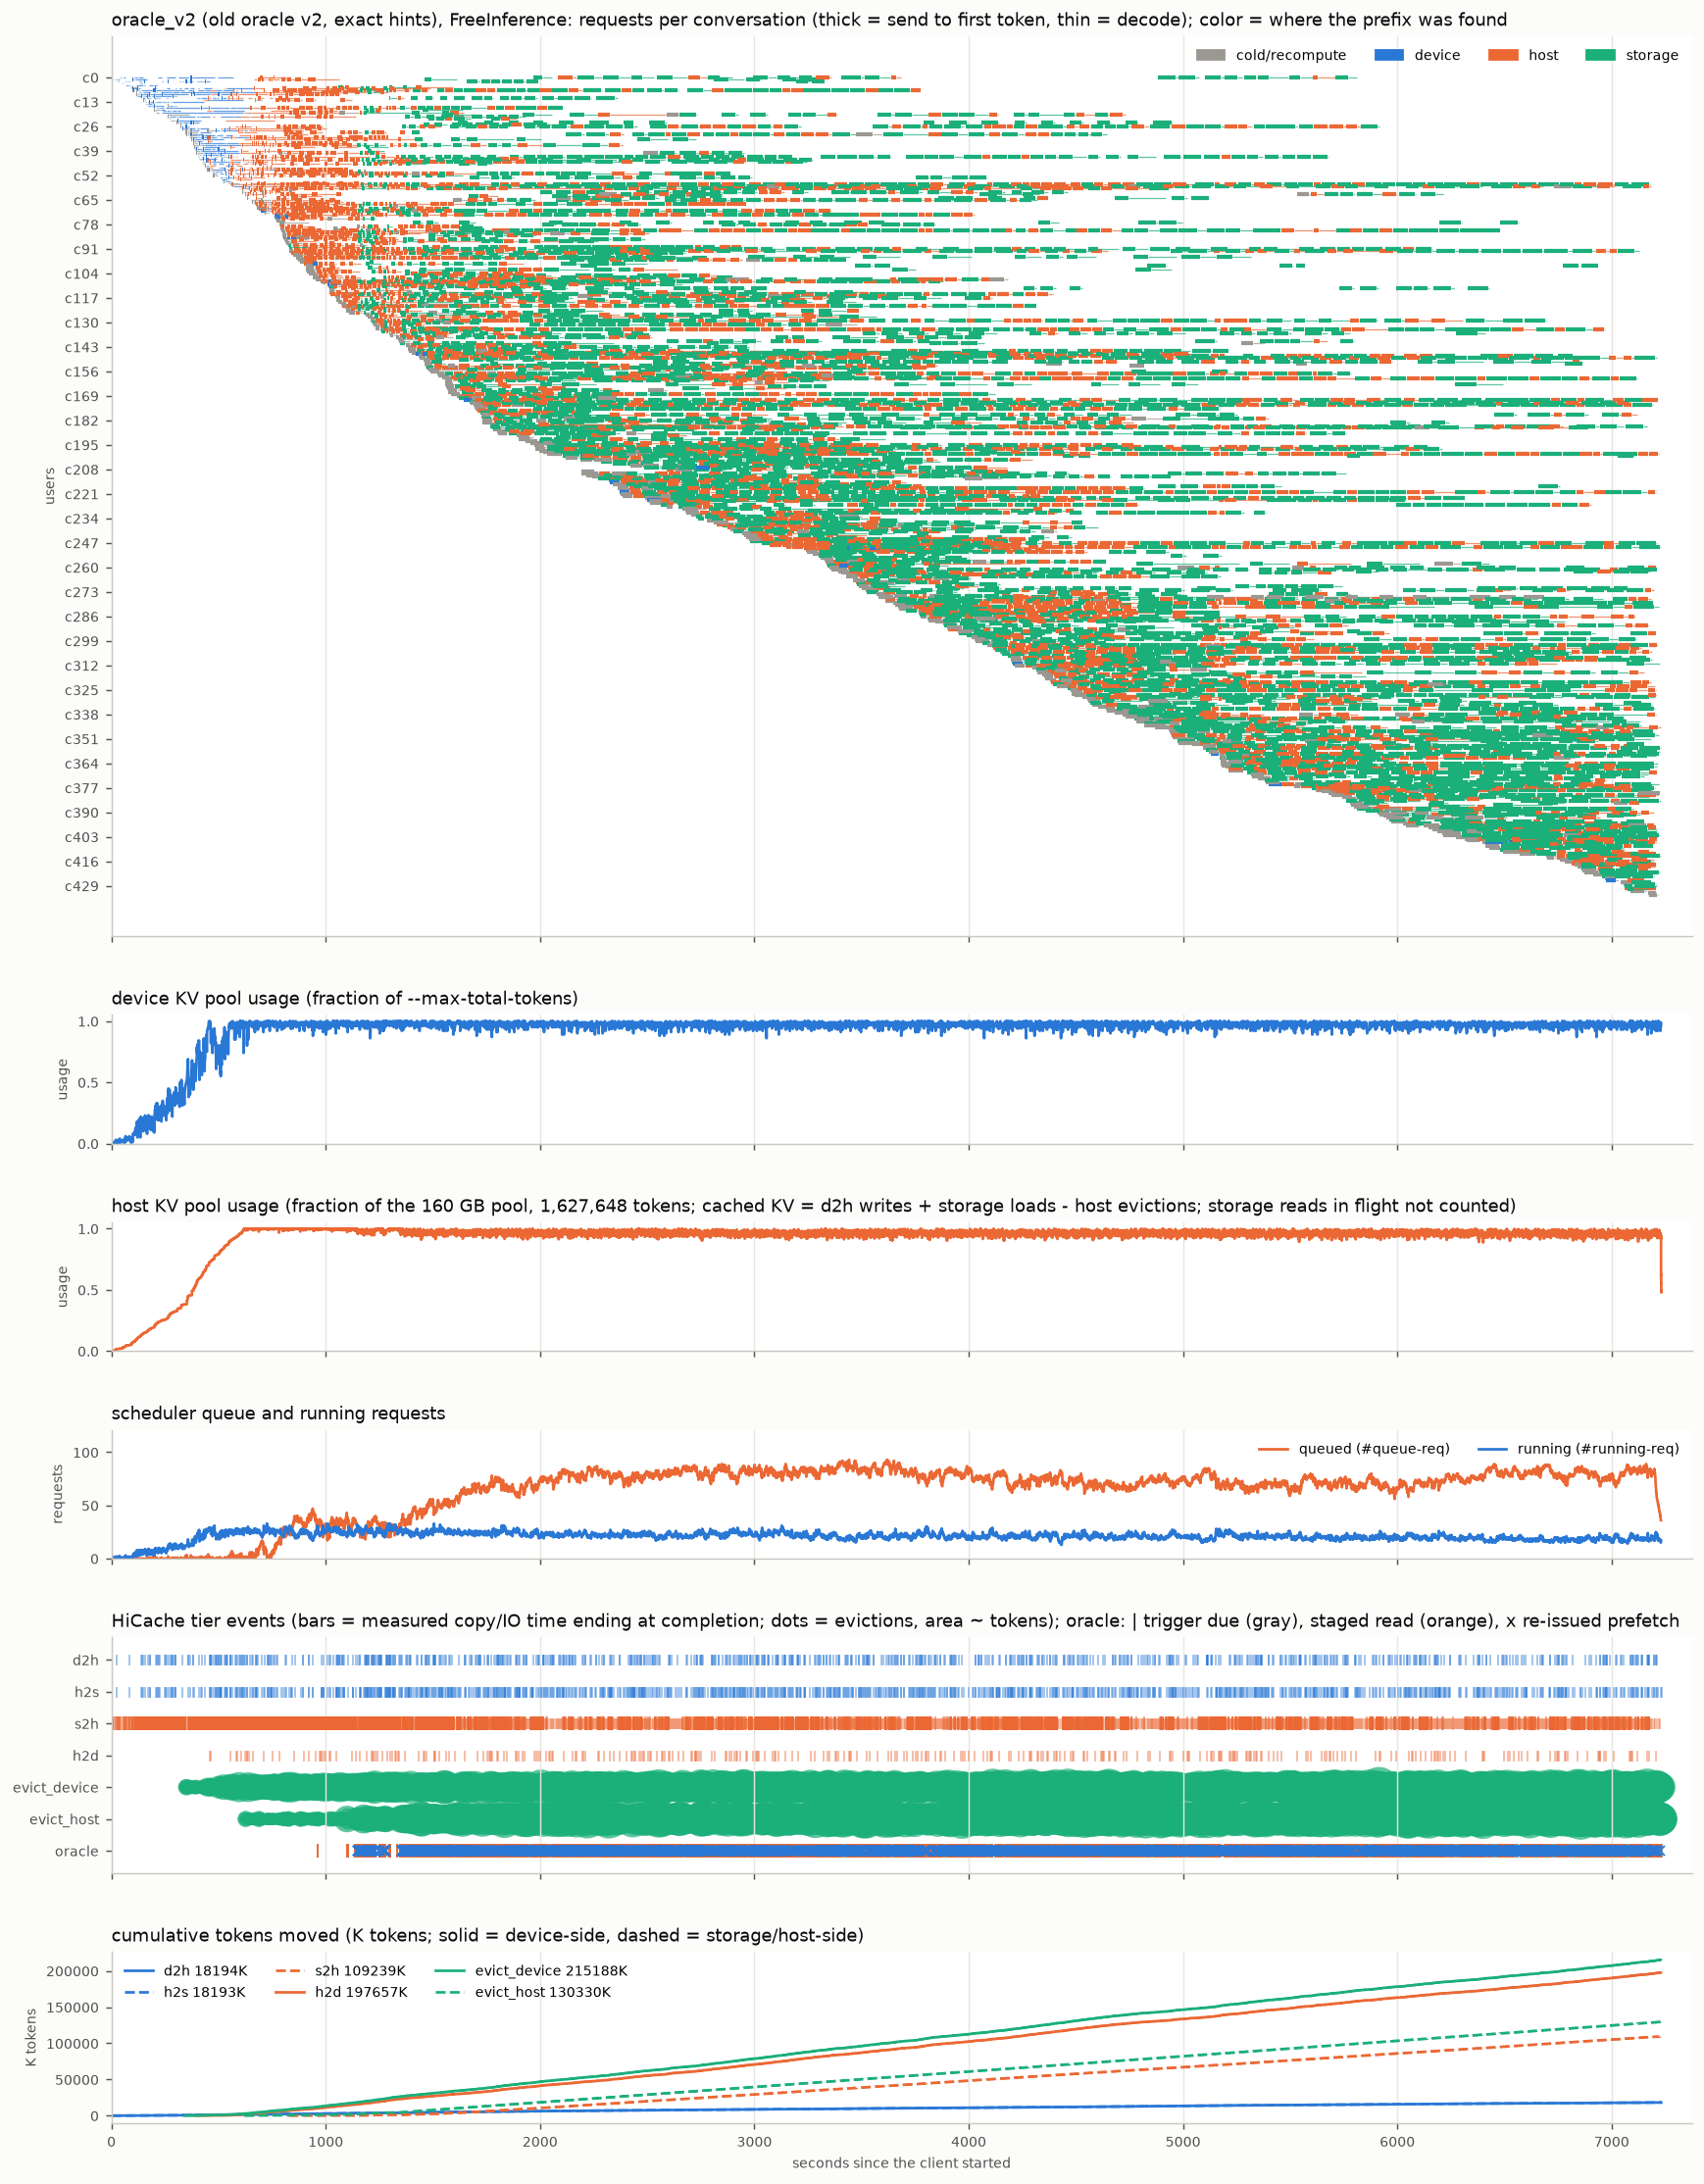 oracle_v2 (old oracle v2, exact hints), FreeInference: requests per conversation (thick = send to first token, thin = decode); color = where the prefix was found
cold/recompute device host storage
c0
c13
c26
c39
c52
c65
c78
c91
c104
c117
c130
c143
c156
c169
c182
c195
c208
c221
c234
c247
c260
c273
c286
c299
c312
c325
c338
c351
c364
c377
c390
c403
c416
c429
users
device KV pool usage (fraction of --max-total-tokens)
1.0
0.5
0.0
usage
host KV pool usage (fraction of the 160 GB pool, 1,627,648 tokens; cached KV = d2h writes + storage loads - host evictions; storage reads in flight not counted)
1.0
0.5
0.0
usage
scheduler queue and running requests
queued (#queue-req) running (#running-req)
100
50
0
requests
HiCache tier events (bars = measured copy/IO time ending at completion; dots = evictions, area ~ tokens); oracle: | trigger due (gray), staged read (orange), x re-issued prefetch
d2h
h2s
s2h
h2d
evict_device
evict_host
oracle
cumulative tokens moved (K tokens; solid = device-side, dashed = storage/host-side)
d2h 18194K s2h 109239K evict_device 215188K
h2s 18193K h2d 197657K evict_host 130330K
200000
150000
100000
50000
0
K tokens
0 1000 2000 3000 4000 5000 6000 7000
seconds since the client started